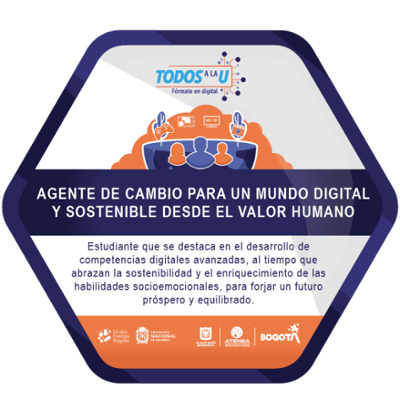 TODOS A LA U
Fórmate en digital
AGENTE DE CAMBIO PARA UN MUNDO DIGITAL
Y SOSTENIBLE DESDE EL VALOR HUMANO
Estudiante que se destaca en el desarrollo de
competencias digitales avanzadas, al tiempo que
abrazan la sostenibilidad y el enriquecimiento de las
habilidades socioemocionales, para forjar un futuro
próspero y equilibrado.
Grupo
Energía
Bogotá
UNIVERSIDAD
NACIONAL
DE COLOMBIA
ATENEA
BOGOTÁ